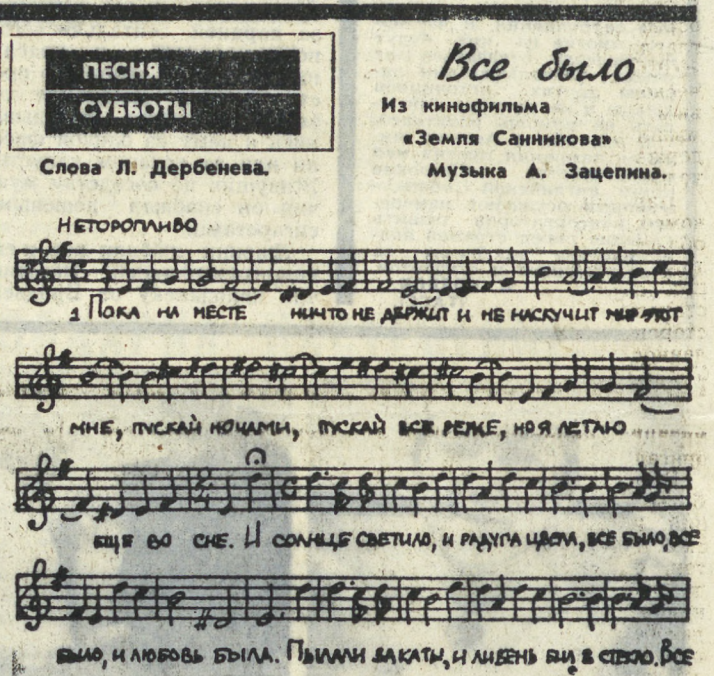 ПЕСНЯ
СУББОТЫ
Слова Л. Дербенева.
Все было
Из кинофильма
«Земля Санникова»
Музыка А. Зацепина.
НЕТОРОПЛИВО
1 ПОКА НА МЕСТЕ НИЧТО НЕ ДЕРЖИТ И НЕ НАСКУЧИТ МИР ЭТОТ
МНЕ, ПУСКАЙ НОЧАМИ, ПУСКАЙ ВСЕ РЕЖЕ, НО Я ЛЕТАЮ
ЕЩЕ ВО СНЕ. И СОЛНЦЕ СВЕТИЛО, И РАДУГА ЦВЕЛА, ВСЕ БЫЛО, ВСЕ
БЫЛО, И ЛЮБОВЬ БЫЛА. ПЫЛАЛИ ЗАКАТЫ, И ЛИВЕНЬ БИЛ В СТЕКЛО. ВСЕ